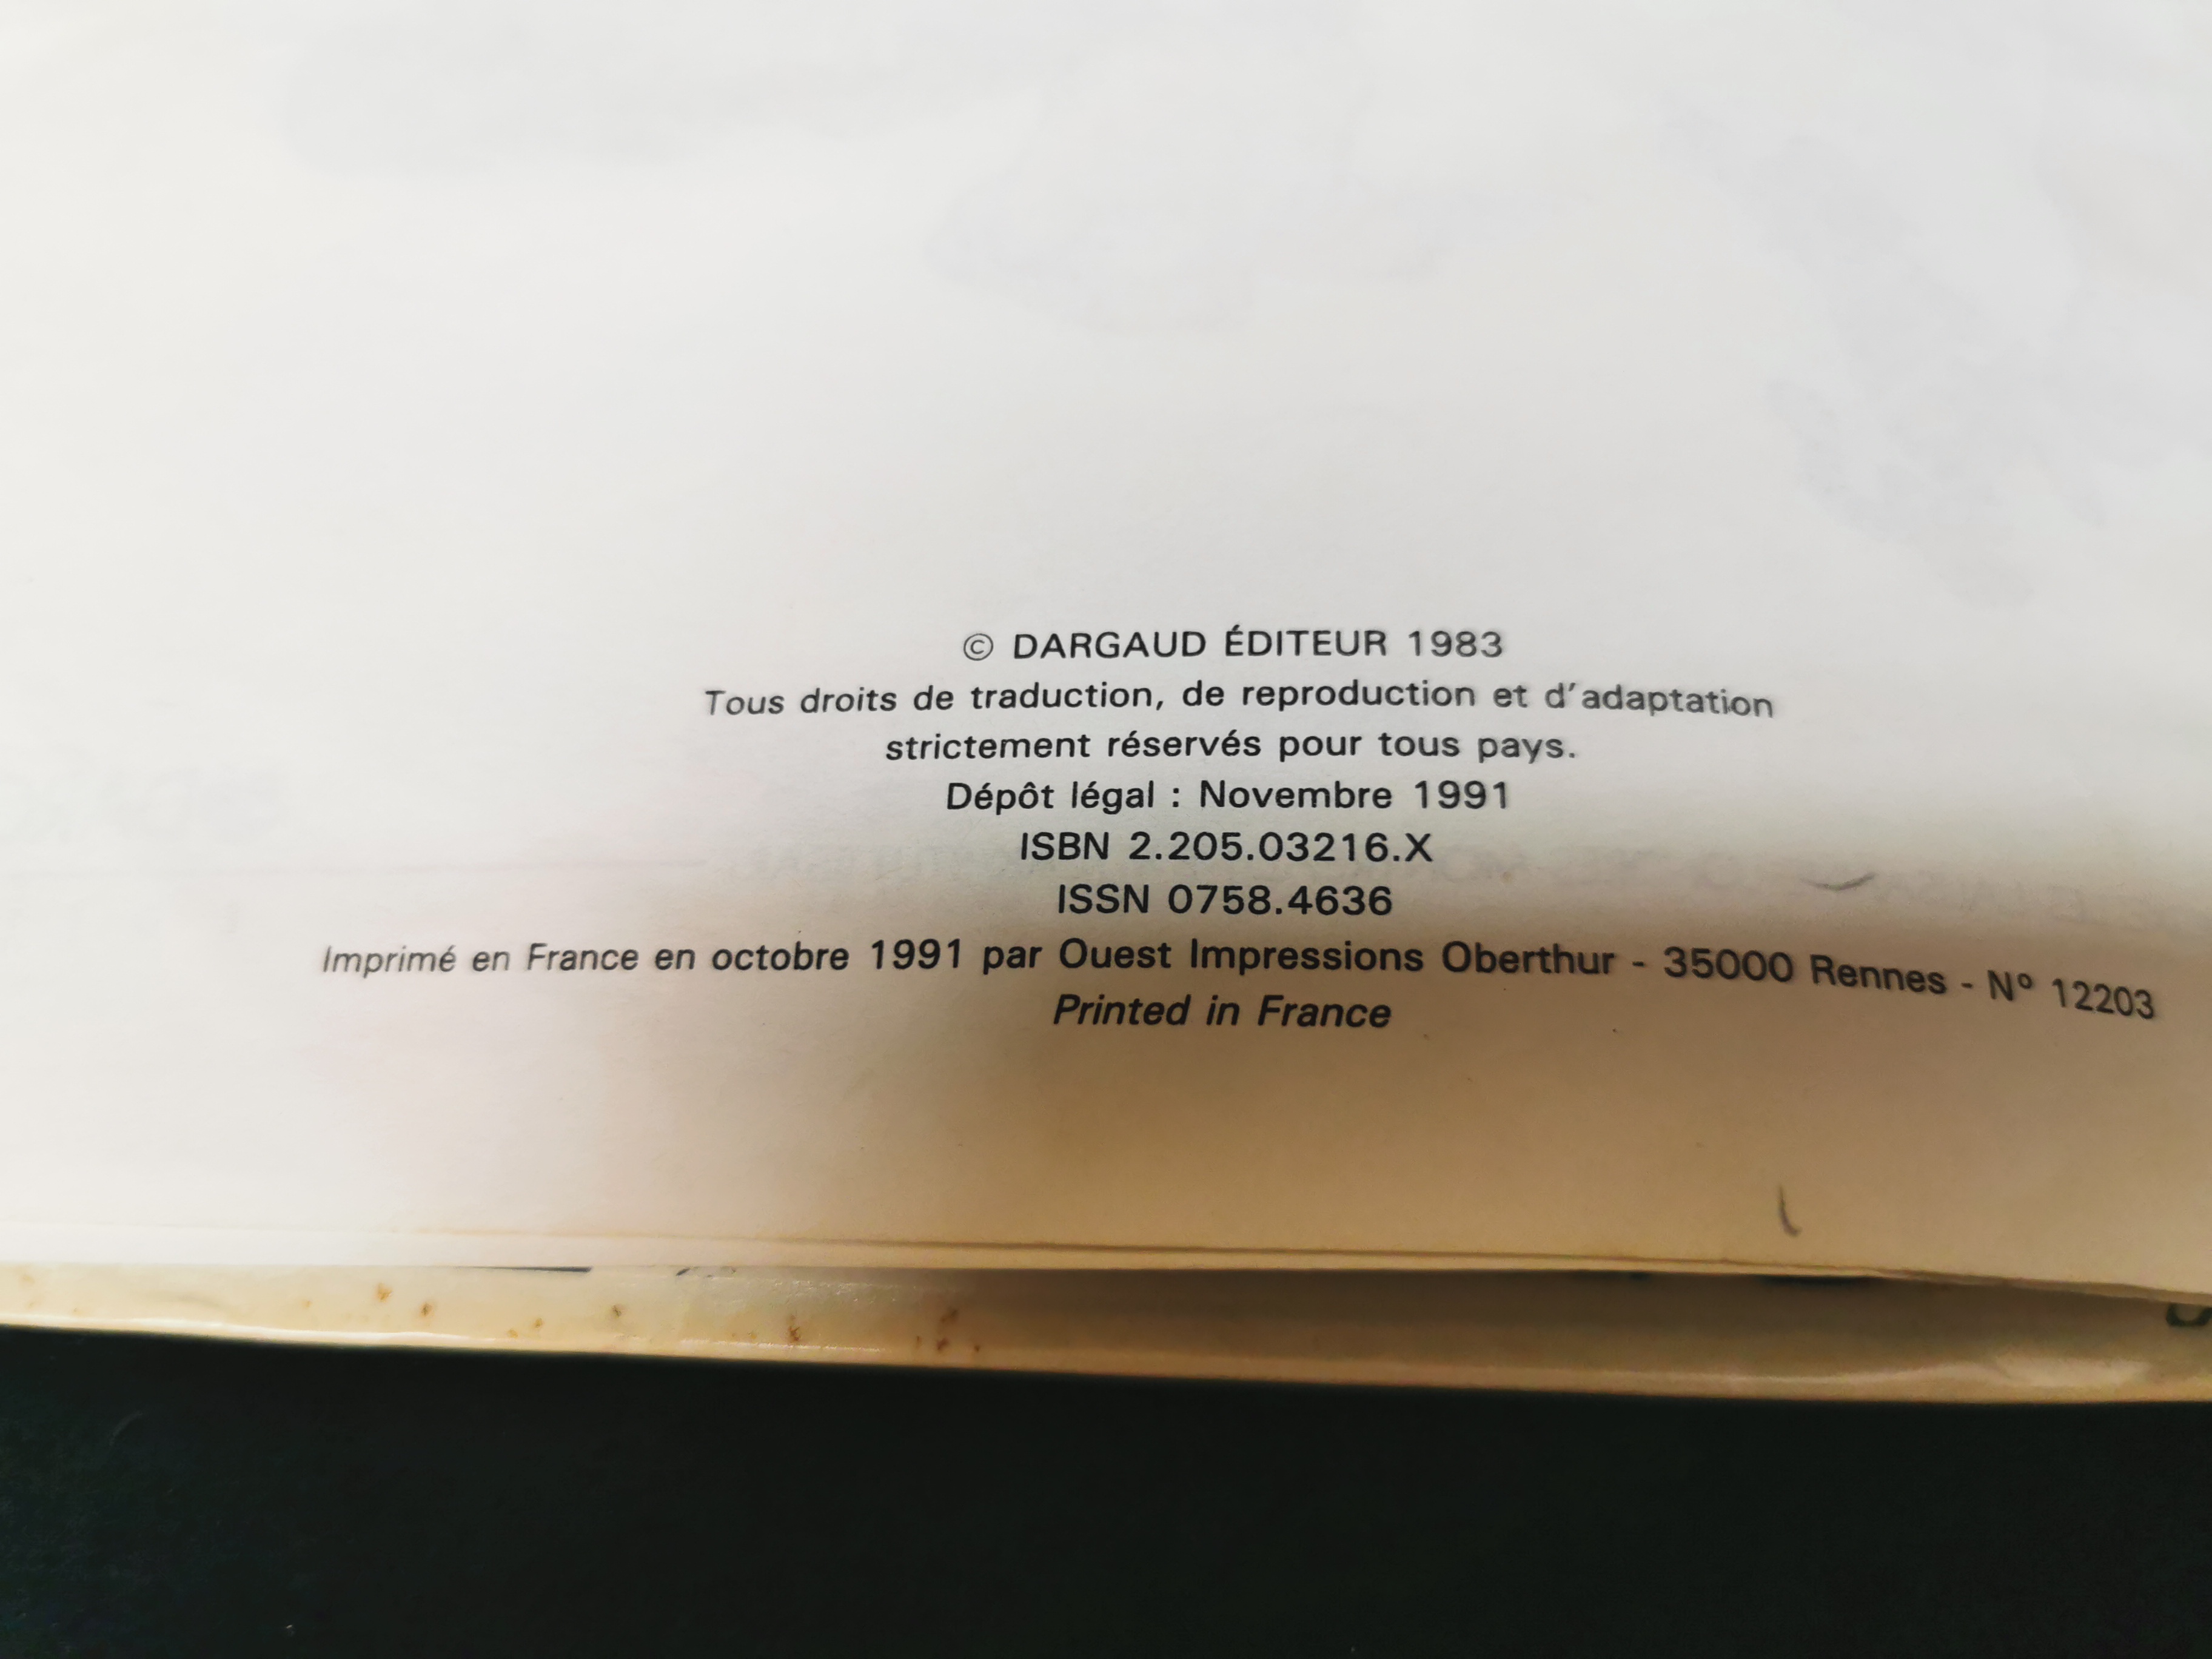 © DARGAUD ÉDITEUR 1983
Tous droits de traduction, de reproduction et d'adaptation
strictement réservés pour tous pays.
Dépôt légal : Novembre 1991
ISBN 2.205.03216.X
ISSN 0758.4636
Imprimé en France en octobre 1991 par Ouest Impressions Oberthur - 35000 Rennes - Nº 12203
Printed in France